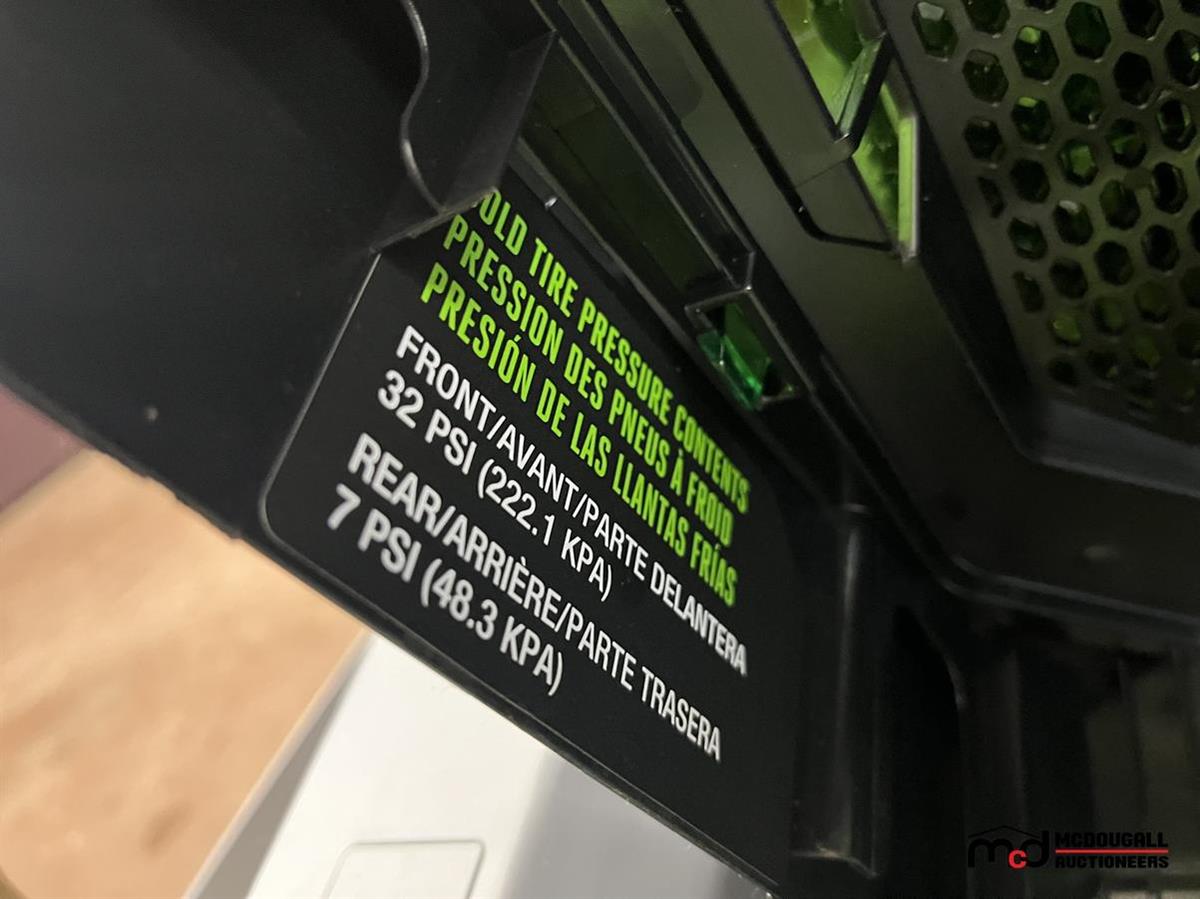 OLD TIRE PRESSURE CONTENTS
PRESSION DES PNEUS À FROID
PRESIÓN DE LAS LLANTAS FRÍAS
FRONT/AVANT/PARTE DELANTERA
32 PSI (222.1 KPA)
REAR/ARRIÈRE/PARTE TRASERA
7 PSI (48.3 KPA)
mcd MCDOUGALL
AUCTIONEERS